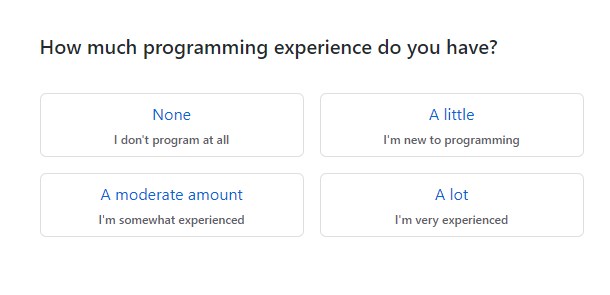 How much programming experience do you have?
None
I don't program at all
A little
I'm new to programming
A moderate amount
I'm somewhat experienced
A lot
I'm very experienced